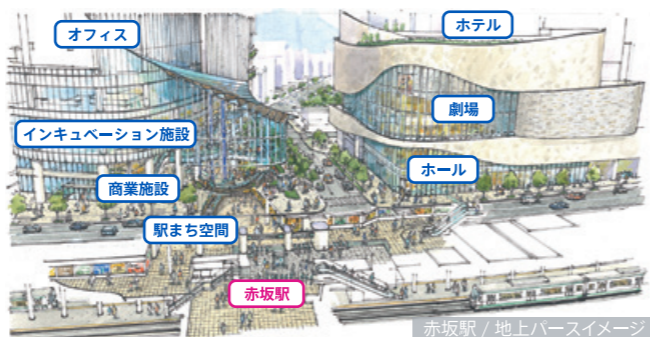 ホテル
オフィス
劇場
インキュベーション施設
ホール
商業施設
駅まち空間
赤坂駅
赤坂駅 / 地上パースイメージ